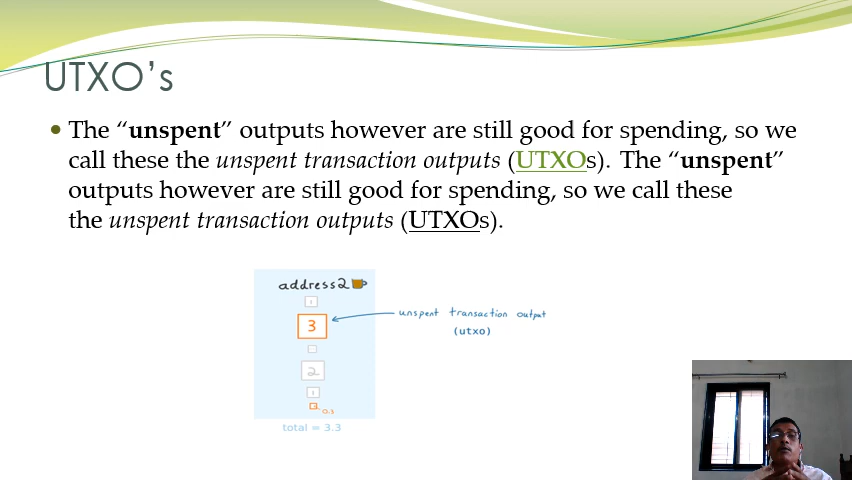 UTXO’s
• The “unspent” outputs however are still good for spending, so we
call these the unspent transaction outputs (UTXOs). The “unspent”
outputs however are still good for spending, so we call these
the unspent transaction outputs (UTXOs).
address2
1
3
unspent transaction output
(utxo)
2
1
0.3
total = 3.3